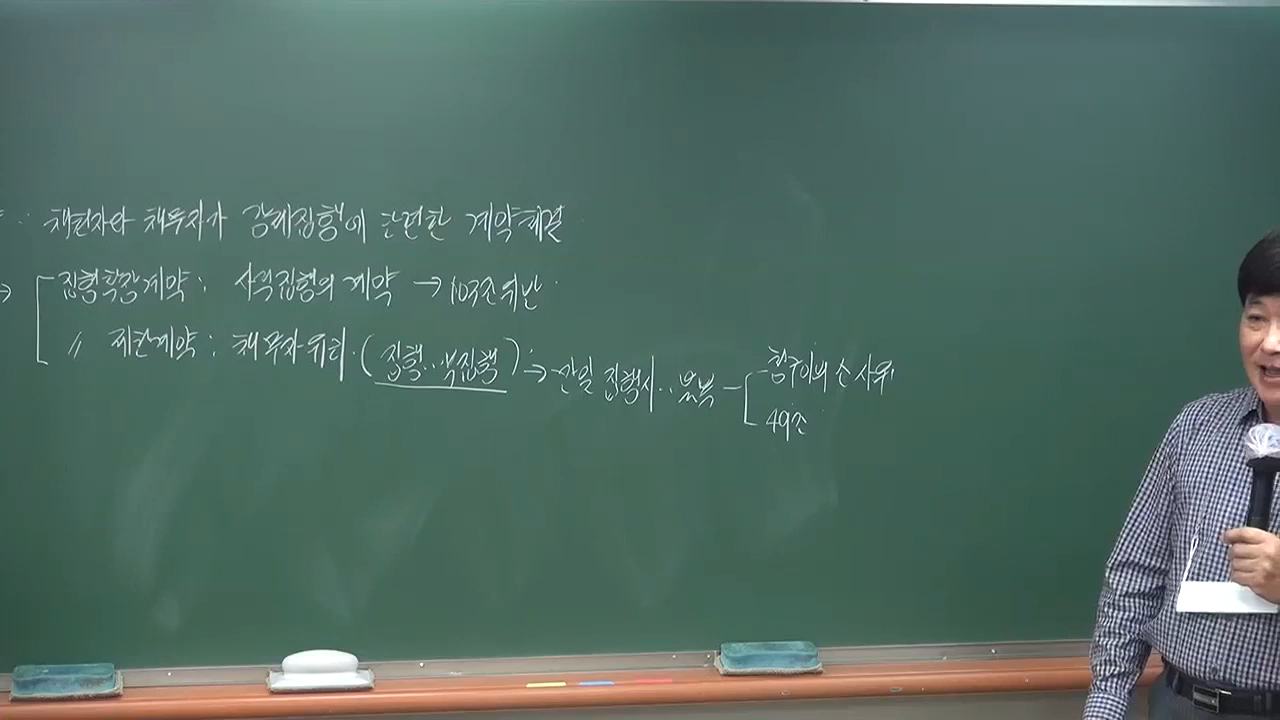 채권자와 채무자가 강제집행에 관련한 계약체결
→ 집행확장계약 : 사적집행의 계약 → 103조 위반
〃 제한계약 : 채무자 유리 (집행‥부집행) → 만일 집행시‥불복
청구이의 손 사유
49조